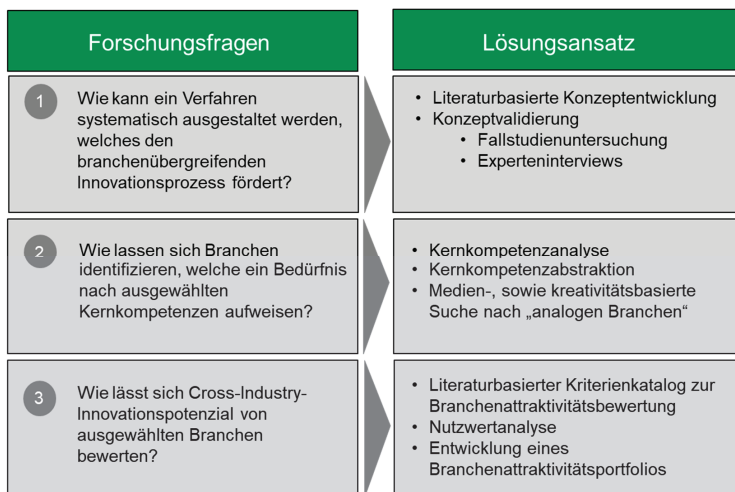 Forschungsfragen
Lösungsansatz
1
Wie kann ein Verfahren
systematisch ausgestaltet werden,
welches den
branchenübergreifenden
Innovationsprozess fördert?
• Literaturbasierte Konzeptentwicklung
• Konzeptvalidierung
• Fallstudienuntersuchung
• Experteninterviews
2
Wie lassen sich Branchen
identifizieren, welche ein Bedürfnis
nach ausgewählten
Kernkompetenzen aufweisen?
• Kernkompetenzanalyse
• Kernkompetenzabstraktion
• Medien-, sowie kreativitätsbasierte
Suche nach „analogen Branchen“
3
Wie lässt sich Cross-Industry-
Innovationspotenzial von
ausgewählten Branchen
bewerten?
• Literaturbasierter Kriterienkatalog zur
Branchenattraktivitätsbewertung
• Nutzwertanalyse
• Entwicklung eines
Branchenattraktivitätsportfolios